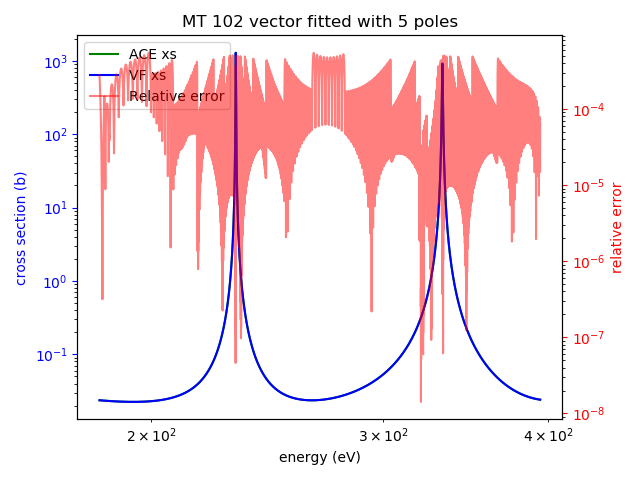 MT 102 vector fitted with 5 poles
ACE xs
VF xs
Relative error
10³
10²
10¹
10⁰
10⁻¹
cross section (b)
10⁻⁴
10⁻⁵
10⁻⁶
10⁻⁷
10⁻⁸
relative error
2 × 10² 3 × 10² 4 × 10²
energy (eV)